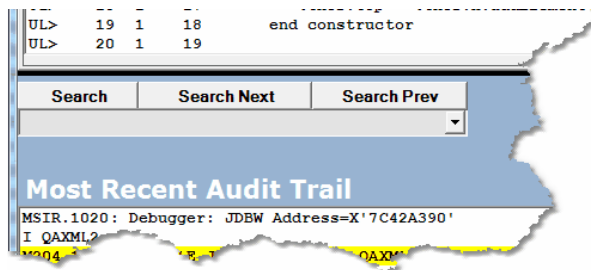 UL> 19 1 18 end constructor
UL> 20 1 19
Search Search Next Search Prev
Most Recent Audit Trail
MSIR.1020: Debugger: JDBW Address=X'7C42A390'
I QAXML2